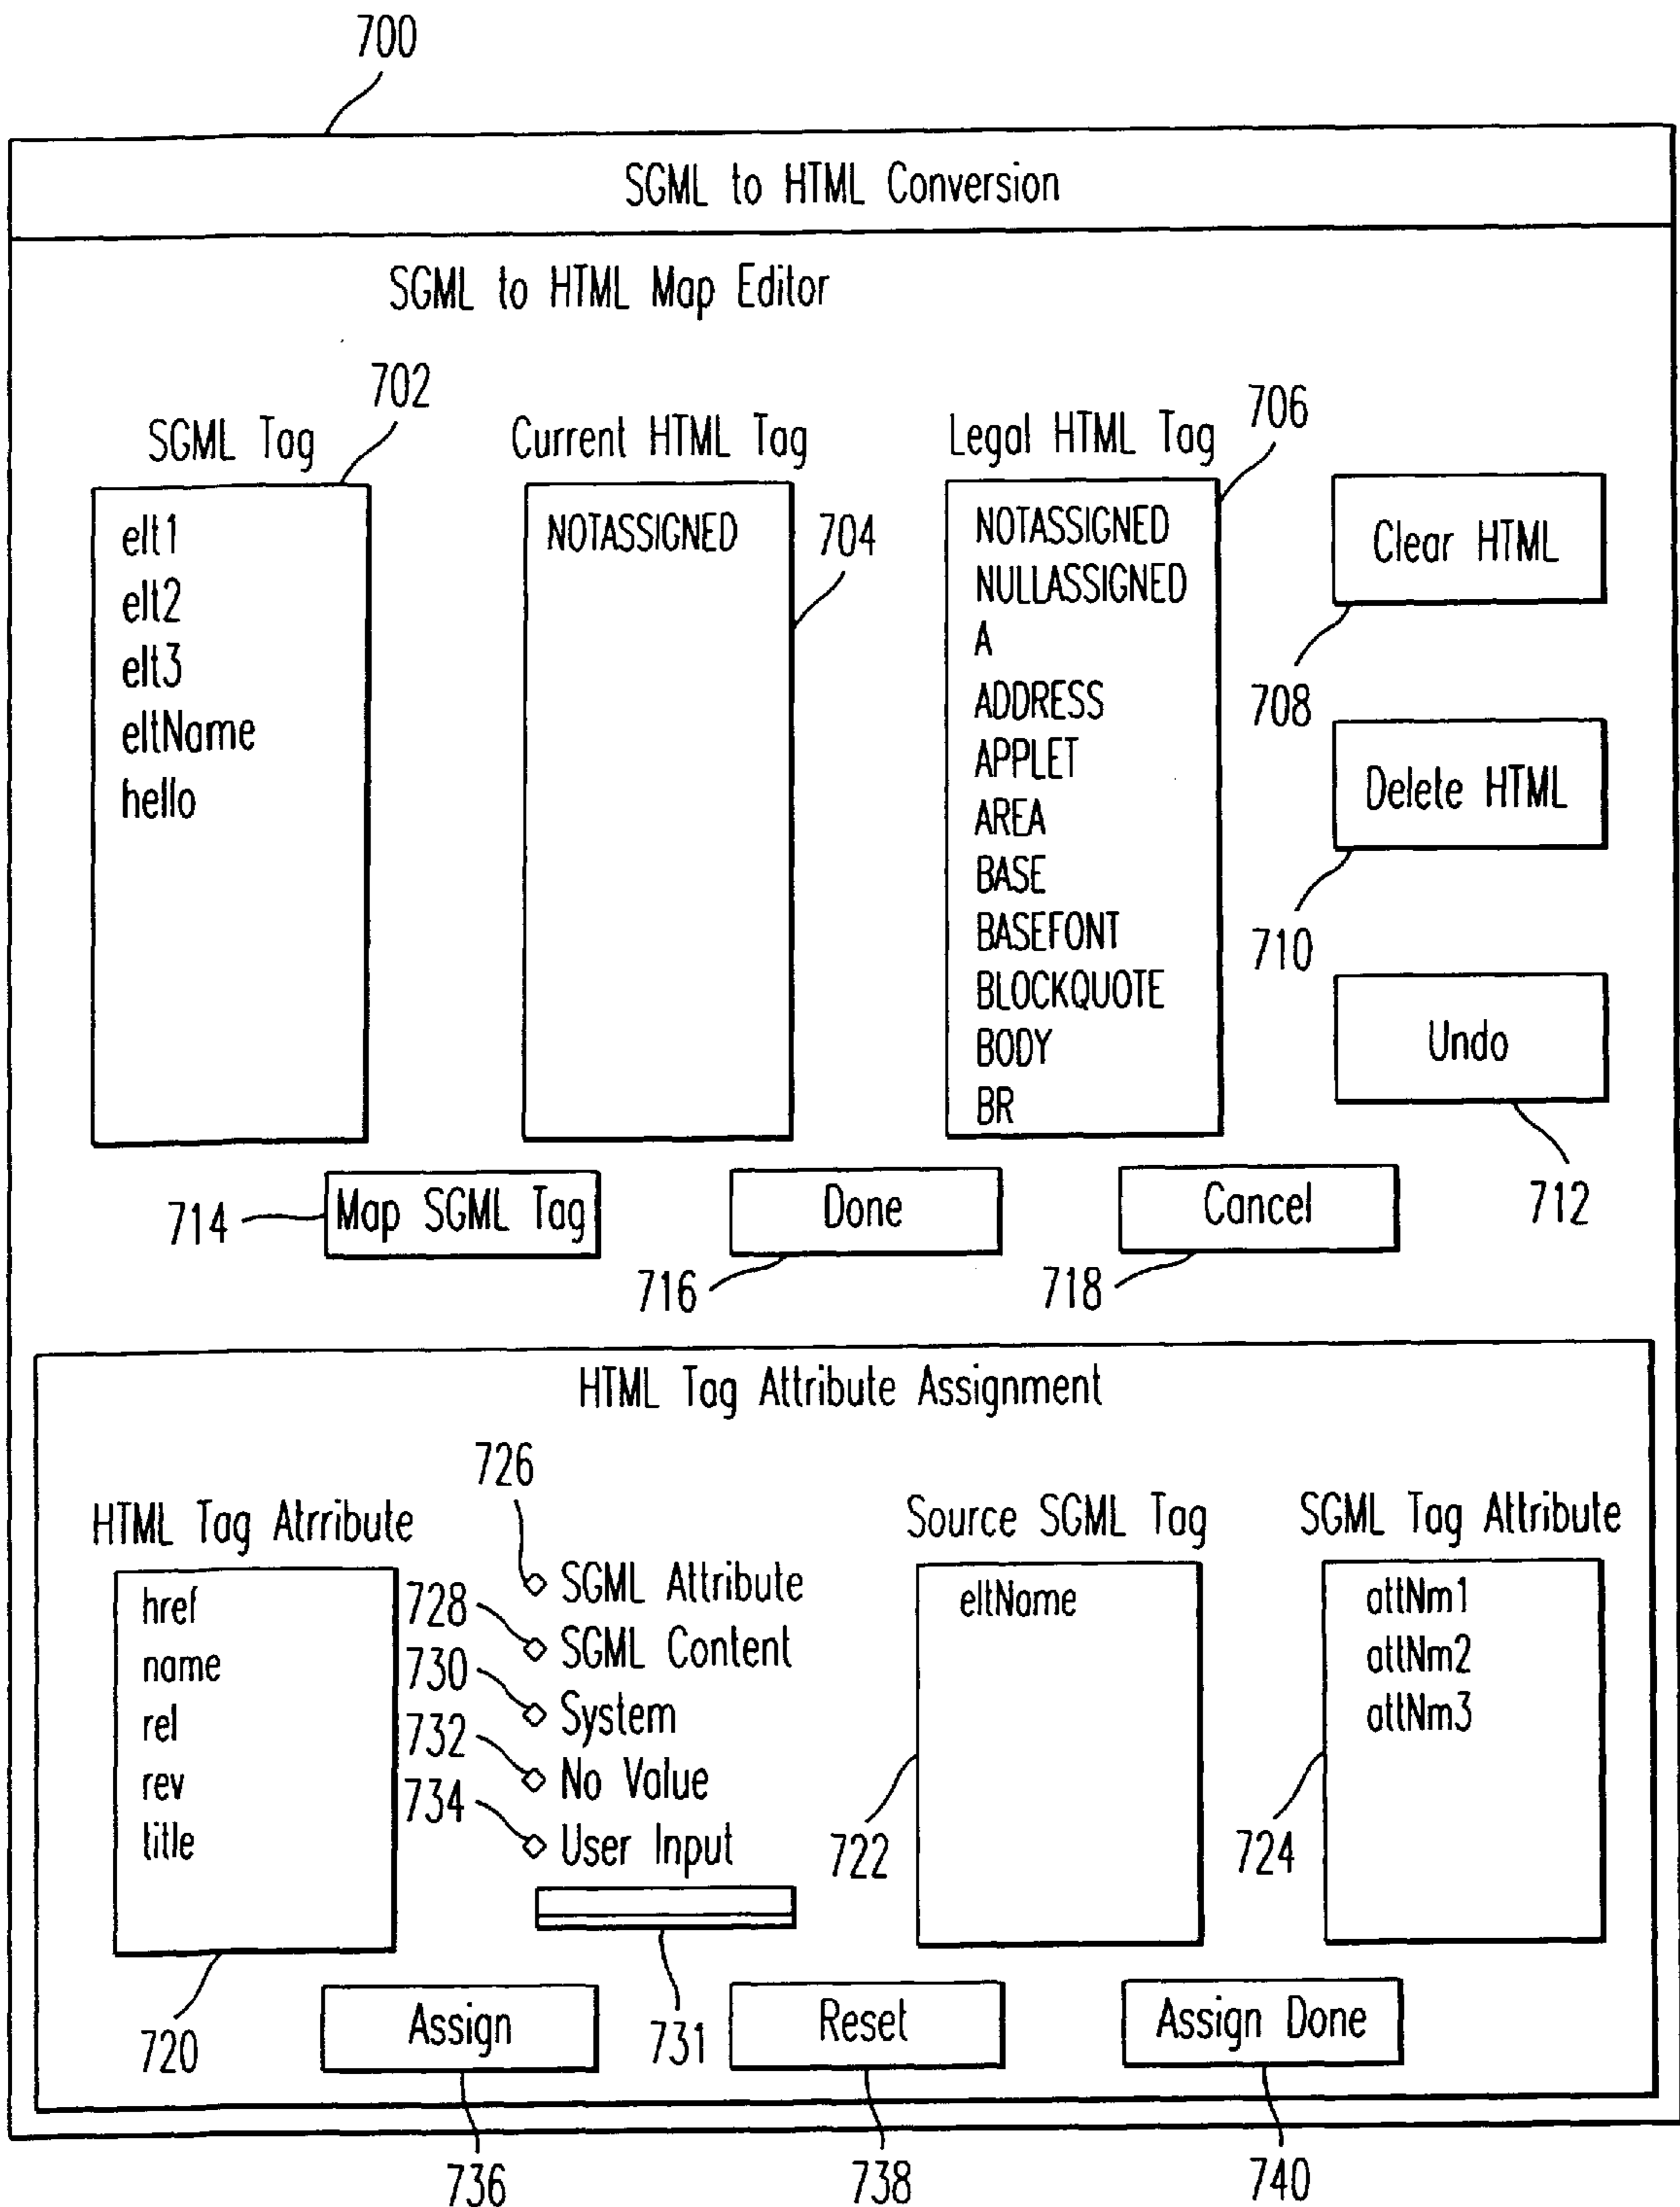 700
SGML to HTML Conversion
SGML to HTML Map Editor
702
SGML Tag
elt1
elt2
elt3
eltName
hello
Current HTML Tag
NOTASSIGNED
704
Legal HTML Tag
706
NOTASSIGNED
NULLASSIGNED
A
ADDRESS
APPLET
AREA
BASE
BASEFONT
BLOCKQUOTE
BODY
BR
Clear HTML
708
Delete HTML
710
Undo
712
714
Map SGML Tag
Done
716
Cancel
718
HTML Tag Attribute Assignment
HTML Tag Atrribute
href
name
rel
rev
title
720
726
SGML Attribute
728
SGML Content
730
System
732
No Value
734
User Input
731
Source SGML Tag
eltName
722
SGML Tag Attribute
attNm1
attNm2
attNm3
724
Assign
736
Reset
738
Assign Done
740